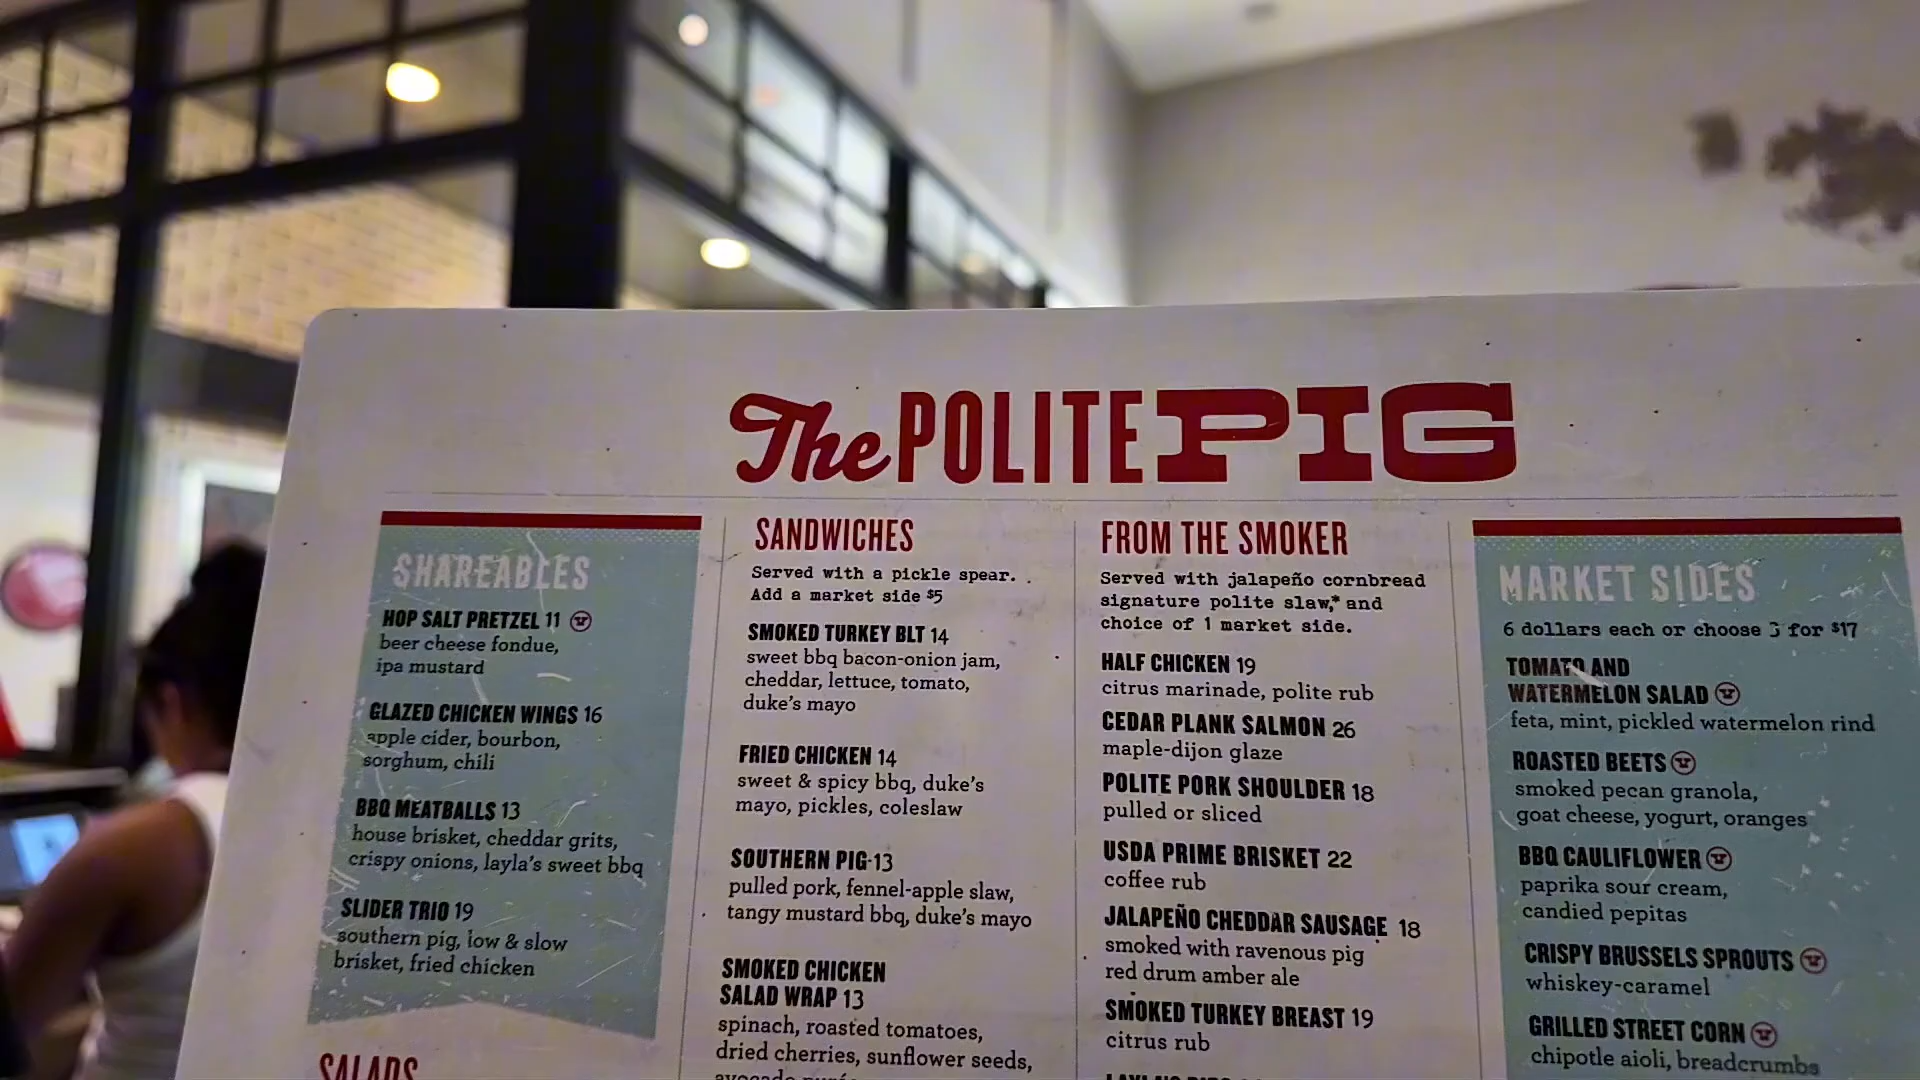 The POLITE PIG
SHAREABLES
HOP SALT PRETZEL 11
beer cheese fondue,
ipa mustard
GLAZED CHICKEN WINGS 16
apple cider, bourbon,
sorghum, chili
BBQ MEATBALLS 13
house brisket, cheddar grits,
crispy onions, layla's sweet bbq
SLIDER TRIO 19
southern pig, low & slow
brisket, fried chicken
SALADS
SANDWICHES
Served with a pickle spear.
Add a market side $5
SMOKED TURKEY BLT 14
sweet bbq bacon-onion jam,
cheddar, lettuce, tomato,
duke's mayo
FRIED CHICKEN 14
sweet & spicy bbq, duke's
mayo, pickles, coleslaw
SOUTHERN PIG 13
pulled pork, fennel-apple slaw,
tangy mustard bbq, duke's mayo
SMOKED CHICKEN
SALAD WRAP 13
spinach, roasted tomatoes,
dried cherries, sunflower seeds,
FROM THE SMOKER
Served with jalapeño cornbread
signature polite slaw,* and
choice of 1 market side.
HALF CHICKEN 19
citrus marinade, polite rub
CEDAR PLANK SALMON 26
maple-dijon glaze
POLITE PORK SHOULDER 18
pulled or sliced
USDA PRIME BRISKET 22
coffee rub
JALAPEÑO CHEDDAR SAUSAGE 18
smoked with ravenous pig
red drum amber ale
SMOKED TURKEY BREAST 19
citrus rub
MARKET SIDES
6 dollars each or choose 3 for $17
TOMATO AND
WATERMELON SALAD
feta, mint, pickled watermelon rind
ROASTED BEETS
smoked pecan granola,
goat cheese, yogurt, oranges
BBQ CAULIFLOWER
paprika sour cream,
candied pepitas
CRISPY BRUSSELS SPROUTS
whiskey-caramel
GRILLED STREET CORN
chipotle aioli, breadcrumbs